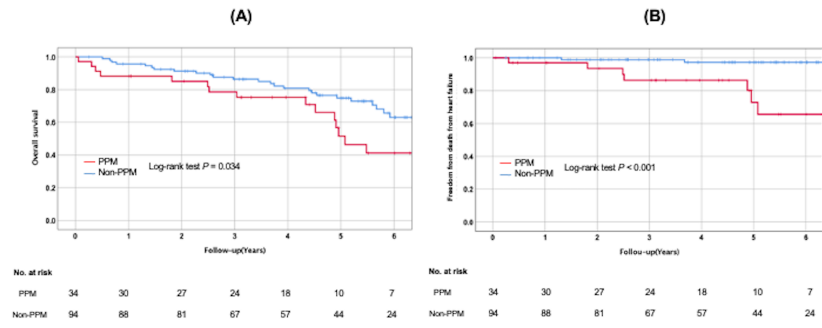 (A)
(B)
Overall survival
1.0
0.8
0.6
0.4
0.2
0.0
PPM
Non-PPM
Log-rank test P = 0.034
0 1 2 3 4 5 6
Follow-up(Years)
Freedom from death from heart failure
1.0
0.8
0.6
0.4
0.2
0.0
PPM
Non-PPM
Log-rank test P < 0.001
0 1 2 3 4 5 6
Follou-up(Years)
No. at risk
PPM 34 30 27 24 18 10 7
Non-PPM 94 88 81 67 57 44 24
No. at risk
PPM 34 30 27 24 18 10 7
Non-PPM 94 88 81 67 57 44 24